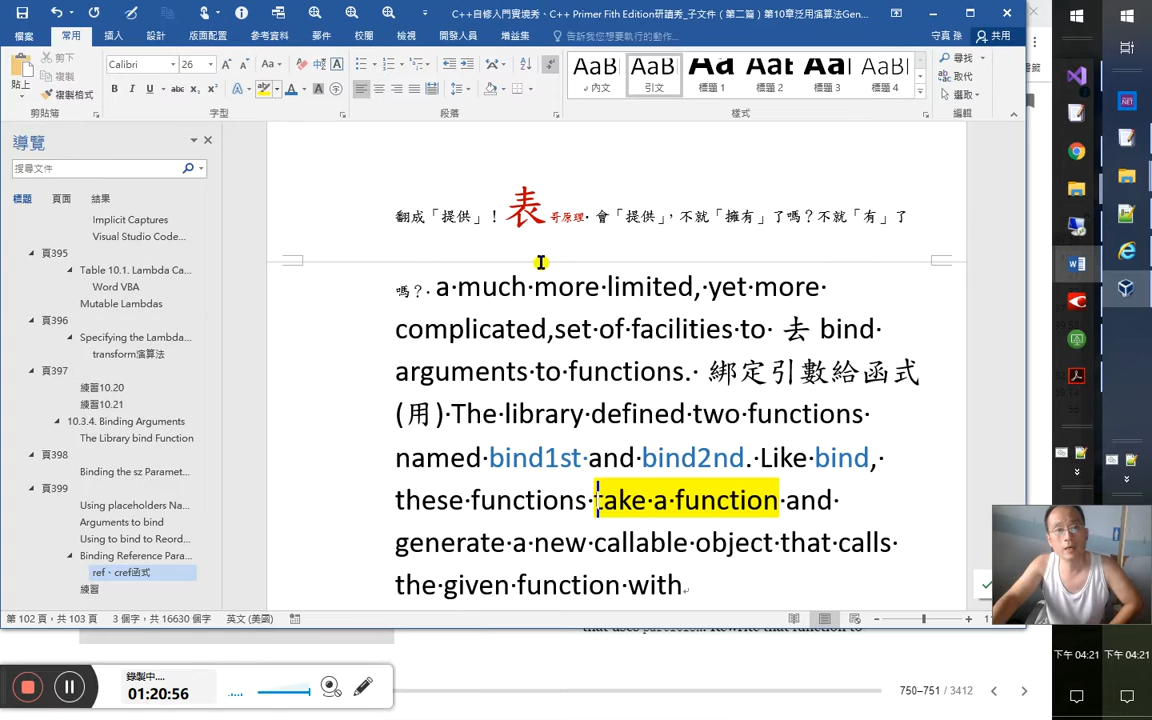 C++自修入門實境秀、C++ Primer Fith Edition研讀秀_子文件（第二篇）第10章泛用演算法Gen...
檔案 常用 插入 設計 版面配置 參考資料 郵件 校閱 檢視 開發人員 增益集 告訴我您想要執行的動作... 守真 孫 共用
貼上 剪下 複製 複製格式
Calibri 26
AaB AaB AaB AaB AaB AaBl
內文 引文 標題 1 標題 2 標題 3 標題 4
尋找 取代 選取
剪貼簿 字型 段落 樣式 編輯
導覽
搜尋文件
標題 頁面 結果
Implicit Captures
Visual Studio Code...
頁395
Table 10.1. Lambda Ca...
Word VBA
Mutable Lambdas
頁396
Specifying the Lambda...
transform演算法
頁397
練習10.20
練習10.21
10.3.4. Binding Arguments
The Library bind Function
頁398
Binding the sz Paramet...
頁399
Using placeholders Na...
Arguments to bind
Using to bind to Reord...
Binding Reference Para...
ref、cref函式
練習
翻成「提供」！表哥原理．會「提供」，不就「擁有」了嗎？不就「有」了
嗎？. a much more limited, yet more
complicated,set of facilities to 去 bind
arguments to functions. 綁定引數給函式
(用) The library defined two functions
named bind1st and bind2nd. Like bind,
these functions take a function and
generate a new callable object that calls
the given function with
第 102 頁，共 103 頁 3 個字，共 16630 個字 英文 (美國)
錄製中...
01:20:56
750–751 / 3412
下午 04:21 下午 04:21